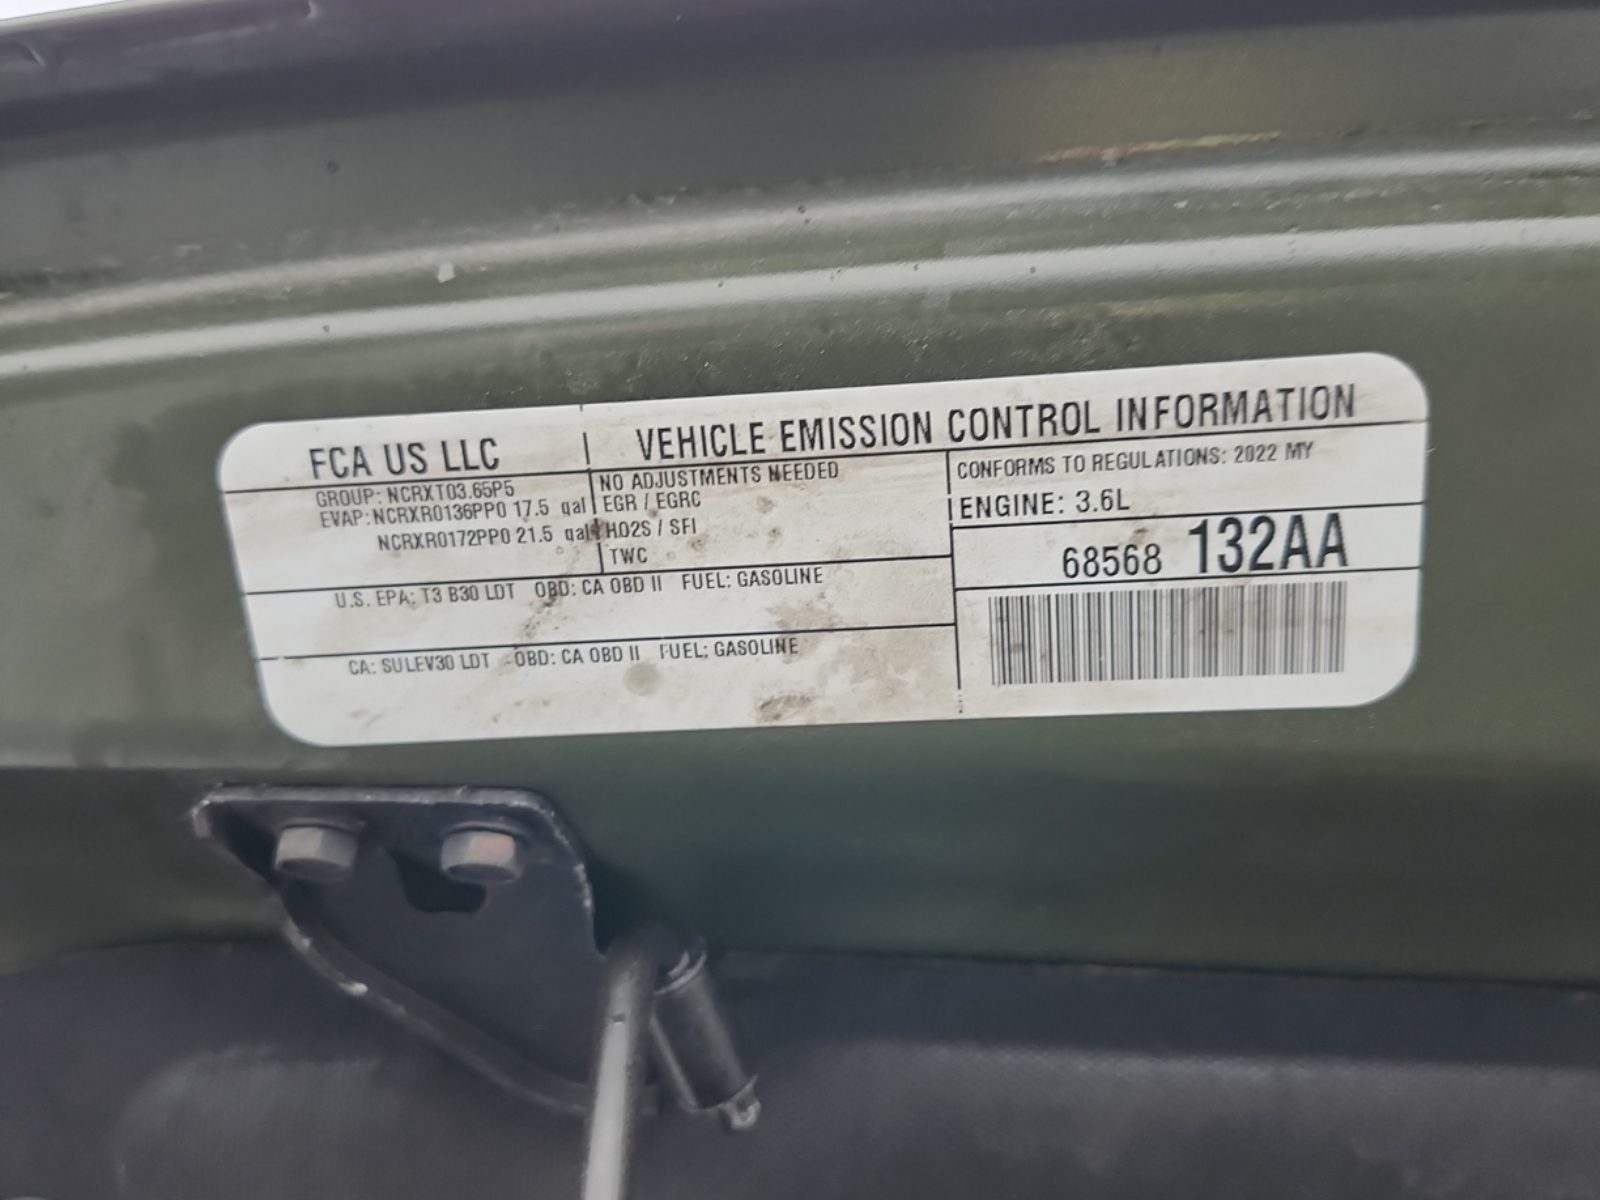 FCA US LLC
VEHICLE EMISSION CONTROL INFORMATION
GROUP: NCRXT03.65P5
EVAP: NCRXR0136PP0 17.5 gal
NCRXR0172PP0 21.5 gal
NO ADJUSTMENTS NEEDED
EGR / EGRC
HO2S / SFI
TWC
CONFORMS TO REGULATIONS: 2022 MY
ENGINE: 3.6L
68568 132AA
U.S. EPA: T3 B30 LDT OBD: CA OBD II FUEL: GASOLINE
CA: SULEV30 LDT OBD: CA OBD II FUEL: GASOLINE